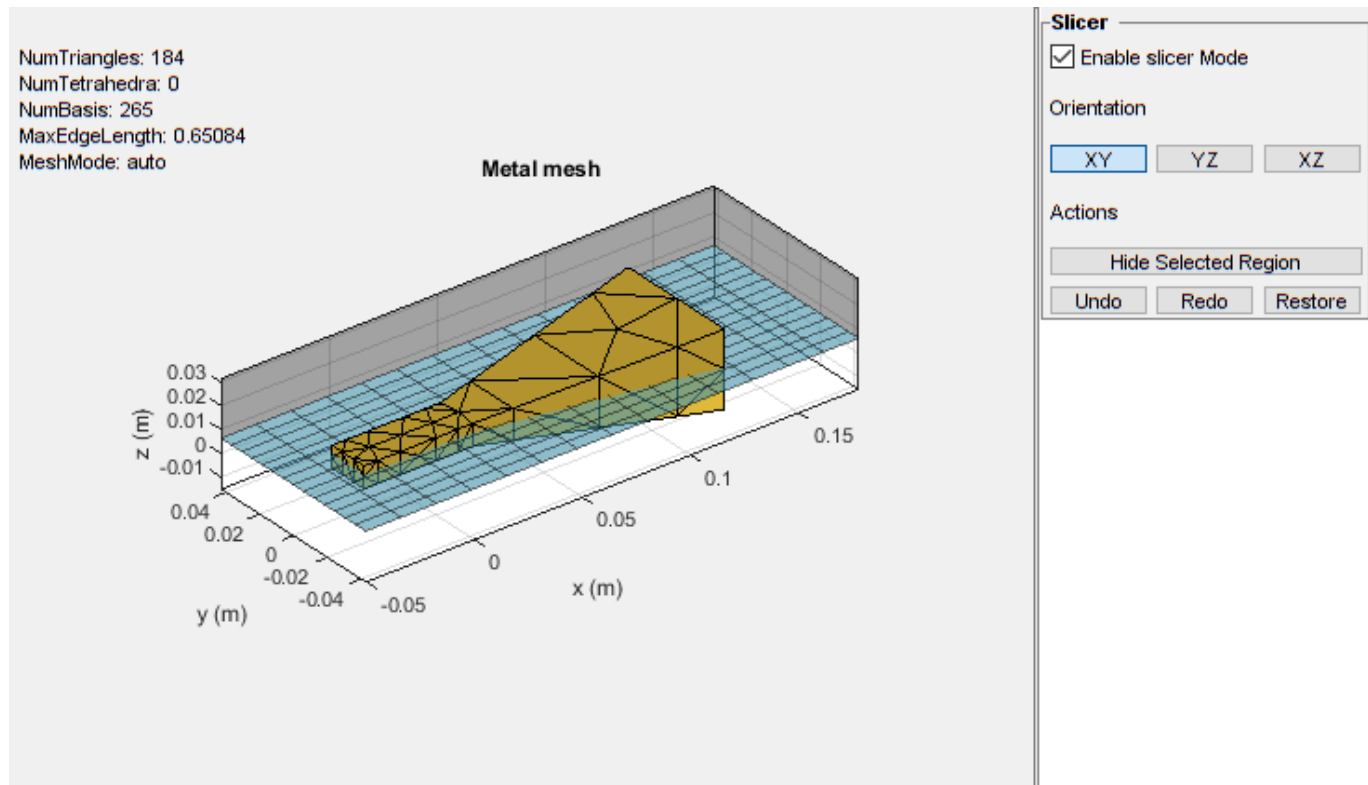 NumTriangles: 184
NumTetrahedra: 0
NumBasis: 265
MaxEdgeLength: 0.65084
MeshMode: auto
Metal mesh
0.03
0.02
0.01
0
-0.01
z (m)
0.04
0.02
0
-0.02
-0.04
y (m)
-0.05
0
0.05
0.1
0.15
x (m)
Slicer
Enable slicer Mode
Orientation
XY YZ XZ
Actions
Hide Selected Region
Undo Redo Restore